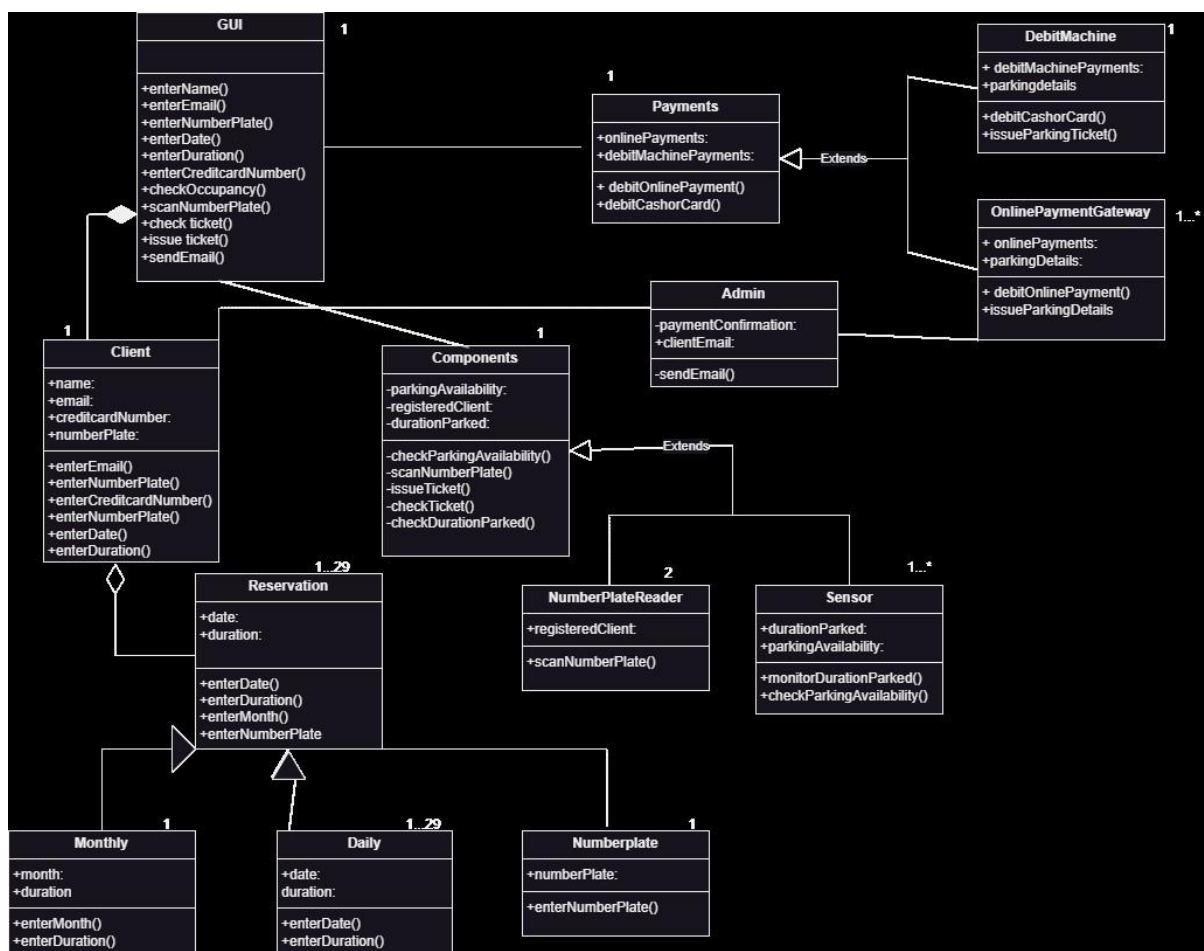 GUI
1
+enterName()
+enterEmail()
+enterNumberPlate()
+enterDate()
+enterDuration()
+enterCreditcardNumber()
+checkOccupancy()
+scanNumberPlate()
+check ticket()
+issue ticket()
+sendEmail()
1
Payments
+onlinePayments:
+debitMachinePayments:
+ debitOnlinePayment()
+debitCashorCard()
Extends
DebitMachine
1
+ debitMachinePayments:
+parkingdetails
+debitCashorCard()
+issueParkingTicket()
OnlinePaymentGateway
1...*
+ onlinePayments:
+parkingDetails:
+ debitOnlinePayment()
+issueParkingDetails
Admin
-paymentConfirmation:
+clientEmail:
-sendEmail()
1
Client
+name:
+email:
+creditcardNumber:
+numberPlate:
+enterEmail()
+enterNumberPlate()
+enterCreditcardNumber()
+enterNumberPlate()
+enterDate()
+enterDuration()
1
Components
-parkingAvailability:
-registeredClient:
-durationParked:
-checkParkingAvailability()
-scanNumberPlate()
-issueTicket()
-checkTicket()
-checkDurationParked()
Extends
1...29
Reservation
+date:
+duration:
+enterDate()
+enterDuration()
+enterMonth()
+enterNumberPlate
2
NumberPlateReader
+registeredClient:
+scanNumberPlate()
1...*
Sensor
+durationParked:
+parkingAvailability:
+monitorDurationParked()
+checkParkingAvailability()
1
Monthly
+month:
+duration
+enterMonth()
+enterDuration()
1...29
Daily
+date:
duration:
+enterDate()
+enterDuration()
1
Numberplate
+numberPlate:
+enterNumberPlate()